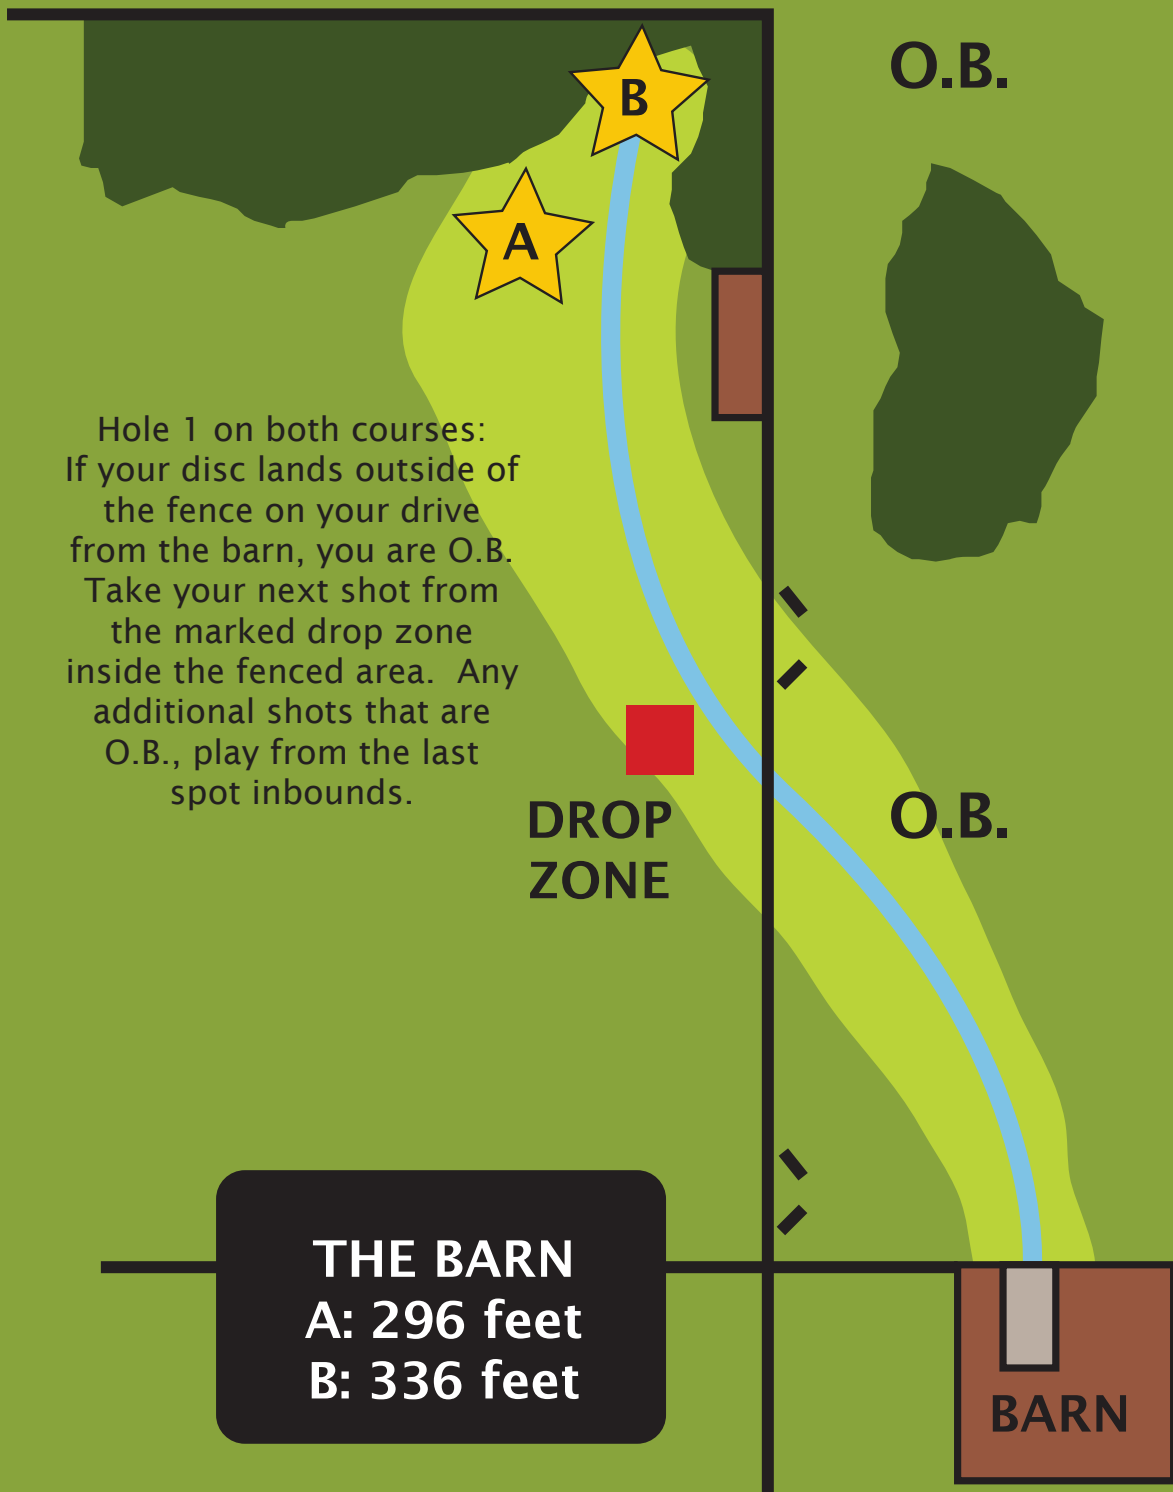 B
O.B.
A
Hole 1 on both courses:
If your disc lands outside of
the fence on your drive
from the barn, you are O.B.
Take your next shot from
the marked drop zone
inside the fenced area.  Any
additional shots that are
O.B., play from the last
spot inbounds.
DROP
ZONE
O.B.
THE BARN
A: 296 feet
B: 336 feet
BARN